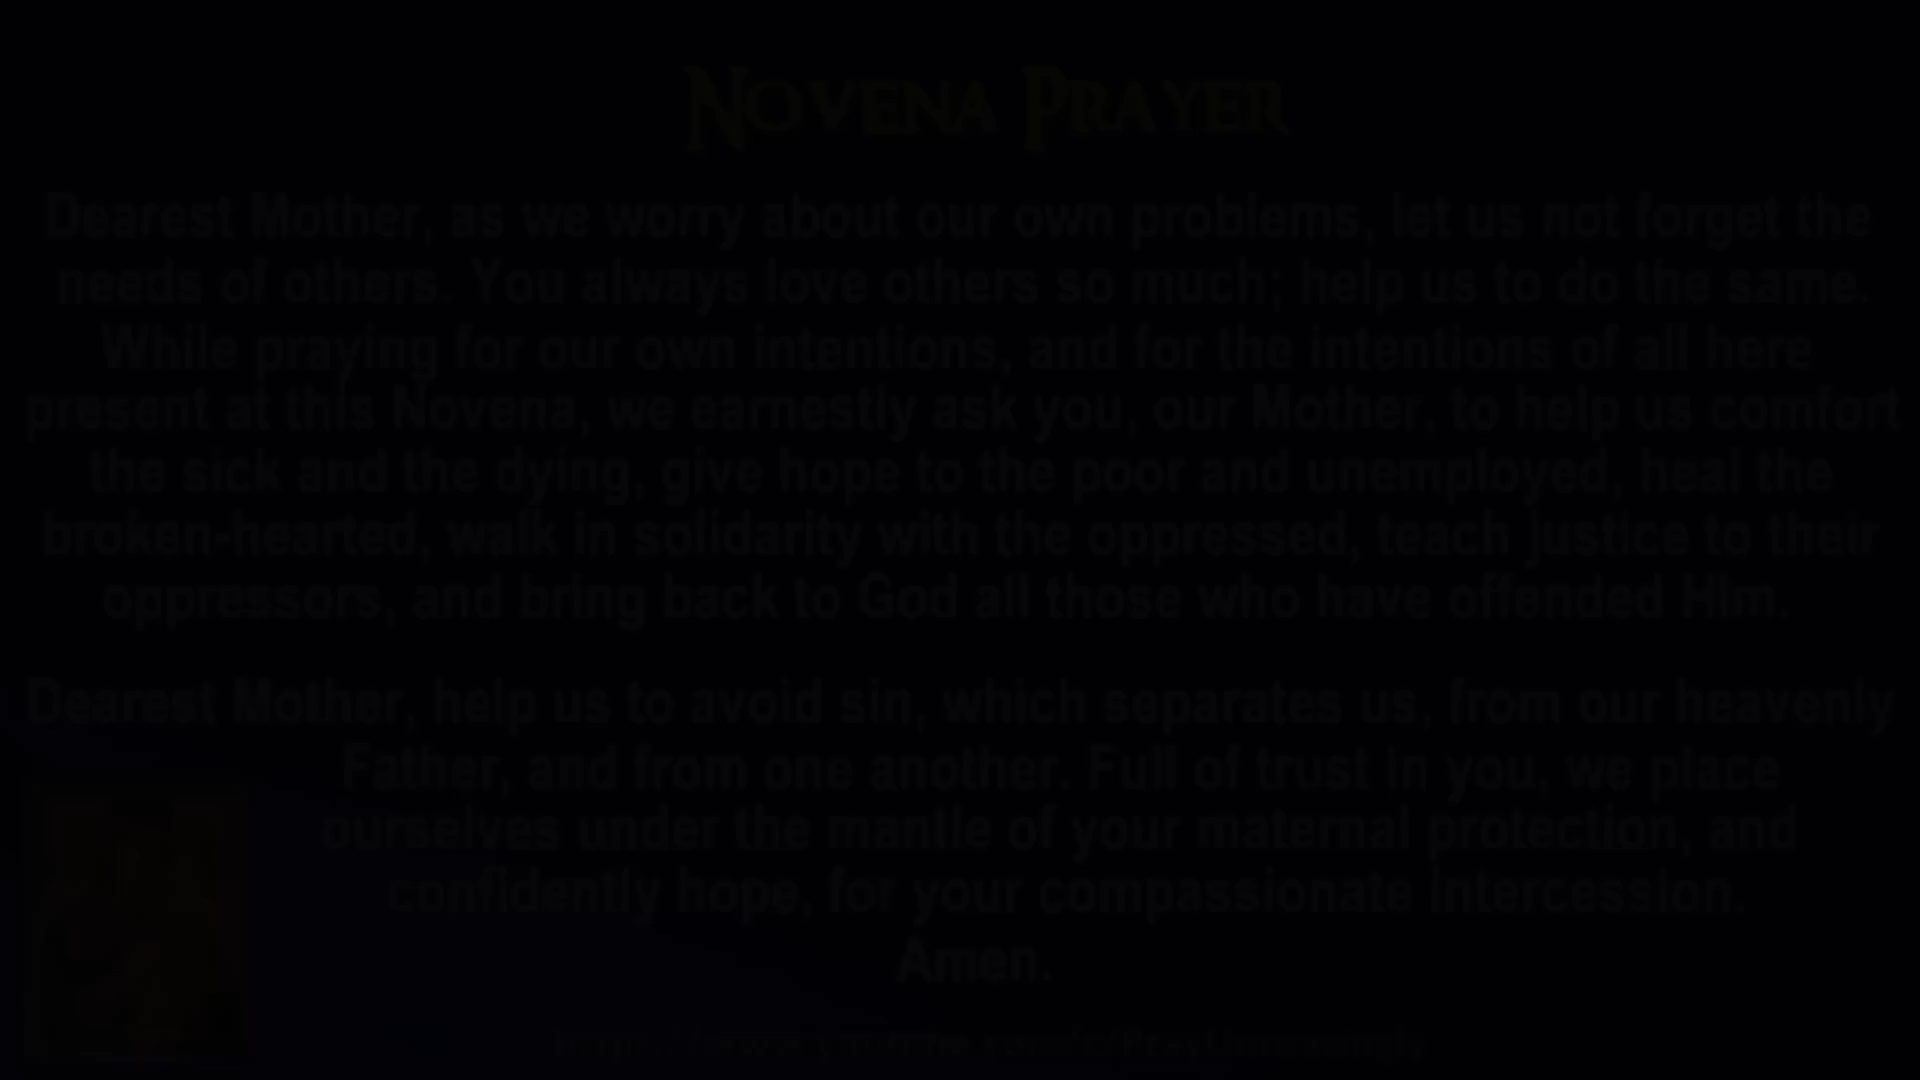 Novena Prayer
Dearest Mother, as we worry about our own problems, let us not forget the
needs of others. You always love others so much; help us to do the same.
While praying for our own intentions, and for the intentions of all here
present at this Novena, we earnestly ask you, our Mother, to help us comfort
the sick and the dying, give hope to the poor and unemployed, heal the
broken-hearted, walk in solidarity with the oppressed, teach justice to their
oppressors, and bring back to God all those who have offended Him.
Dearest Mother, help us to avoid sin, which separates us, from our heavenly
Father, and from one another. Full of trust in you, we place
ourselves under the mantle of your maternal protection, and
confidently hope, for your compassionate intercession.
Amen.